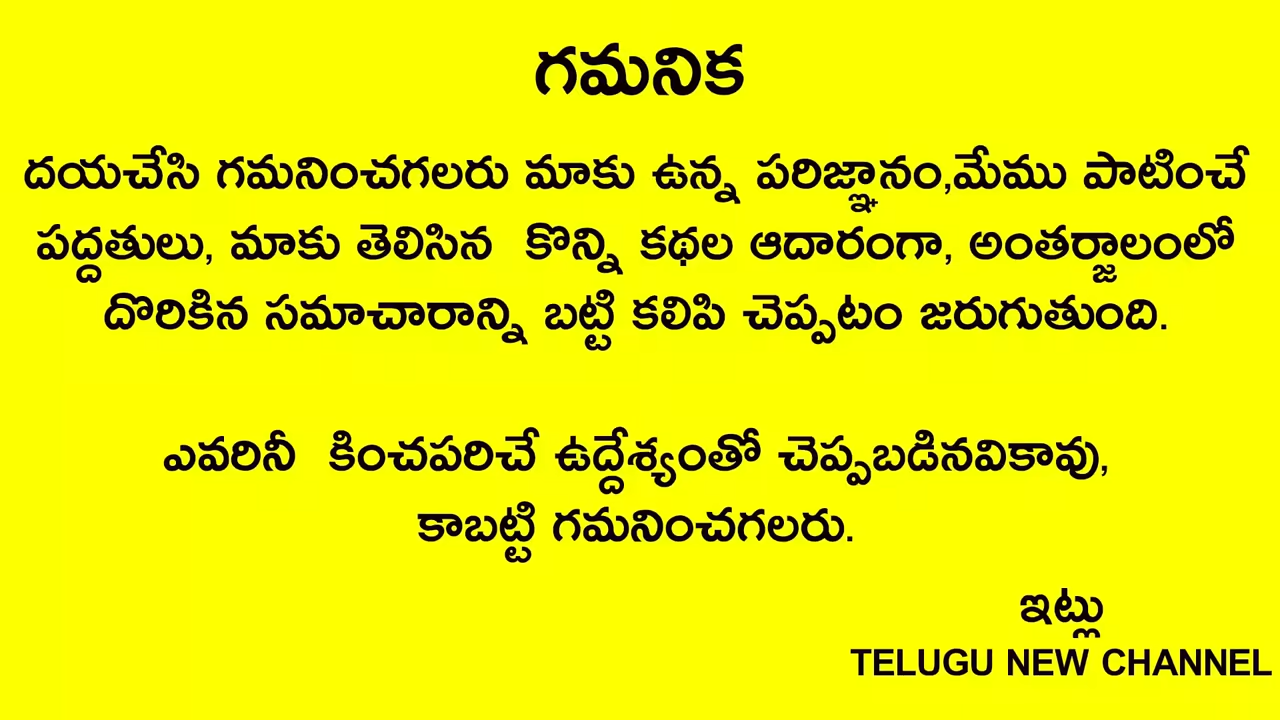 గమనిక
దయచేసి గమనించగలరు మాకు ఉన్న పరిజ్ఞానం,మేము పాటించే
పద్దతులు, మాకు తెలిసిన కొన్ని కథల ఆదారంగా, అంతర్జాలంలో
దొరికిన సమాచారాన్ని బట్టి కలిపి చెప్పటం జరుగుతుంది.
ఎవరినీ కించపరిచే ఉద్దేశ్యంతో చెప్పబడినవికావు,
కాబట్టి గమనించగలరు.
ఇట్లు
TELUGU NEW CHANNEL